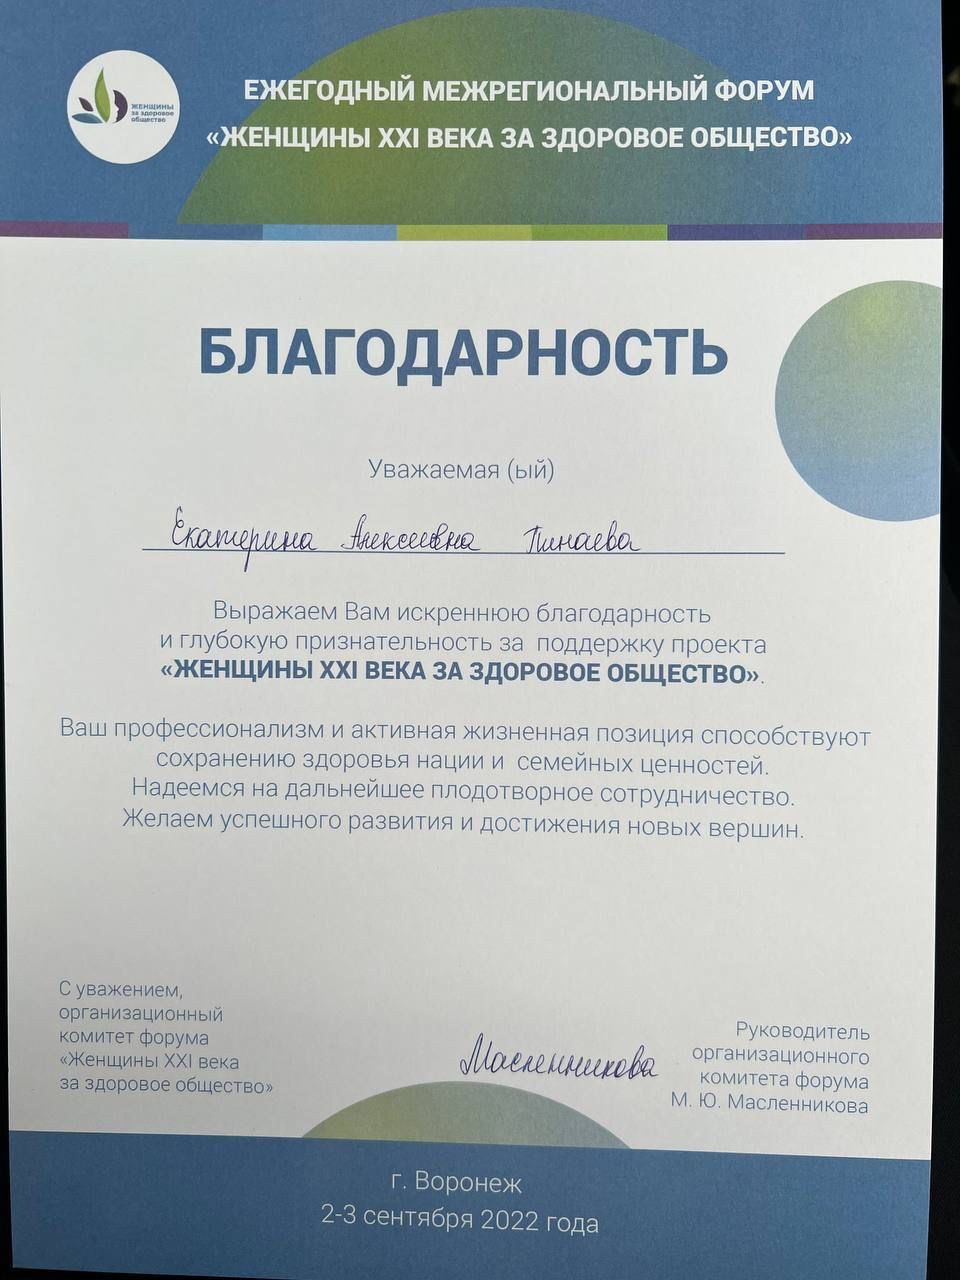 ЖЕНЩИНЫ
за здоровое
общество
ЕЖЕГОДНЫЙ МЕЖРЕГИОНАЛЬНЫЙ ФОРУМ
«ЖЕНЩИНЫ XXI ВЕКА ЗА ЗДОРОВОЕ ОБЩЕСТВО»
БЛАГОДАРНОСТЬ
Уважаемая (ый)
Екатерина Алексеевна Пинаева
Выражаем Вам искреннюю благодарность
и глубокую признательность за поддержку проекта
«ЖЕНЩИНЫ XXI ВЕКА ЗА ЗДОРОВОЕ ОБЩЕСТВО».
Ваш профессионализм и активная жизненная позиция способствуют
сохранению здоровья нации и семейных ценностей.
Надеемся на дальнейшее плодотворное сотрудничество.
Желаем успешного развития и достижения новых вершин.
С уважением,
организационный
комитет форума
«Женщины XXI века
за здоровое общество»
Масленникова
Руководитель
организационного
комитета форума
М. Ю. Масленникова
г. Воронеж
2-3 сентября 2022 года